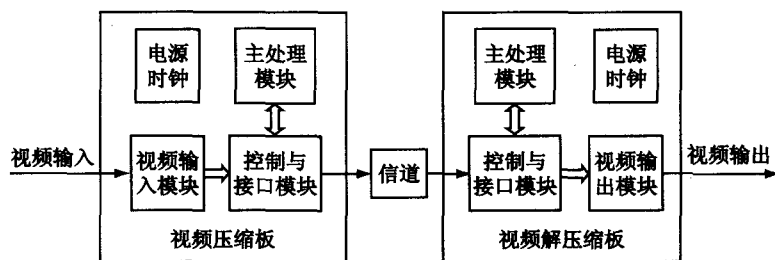 电源
时钟
主处理
模块
主处理
模块
电源
时钟
视频输入
视频输
入模块
控制与
接口模块
信道
控制与
接口模块
视频输
出模块
视频输出
视频压缩板
视频解压缩板